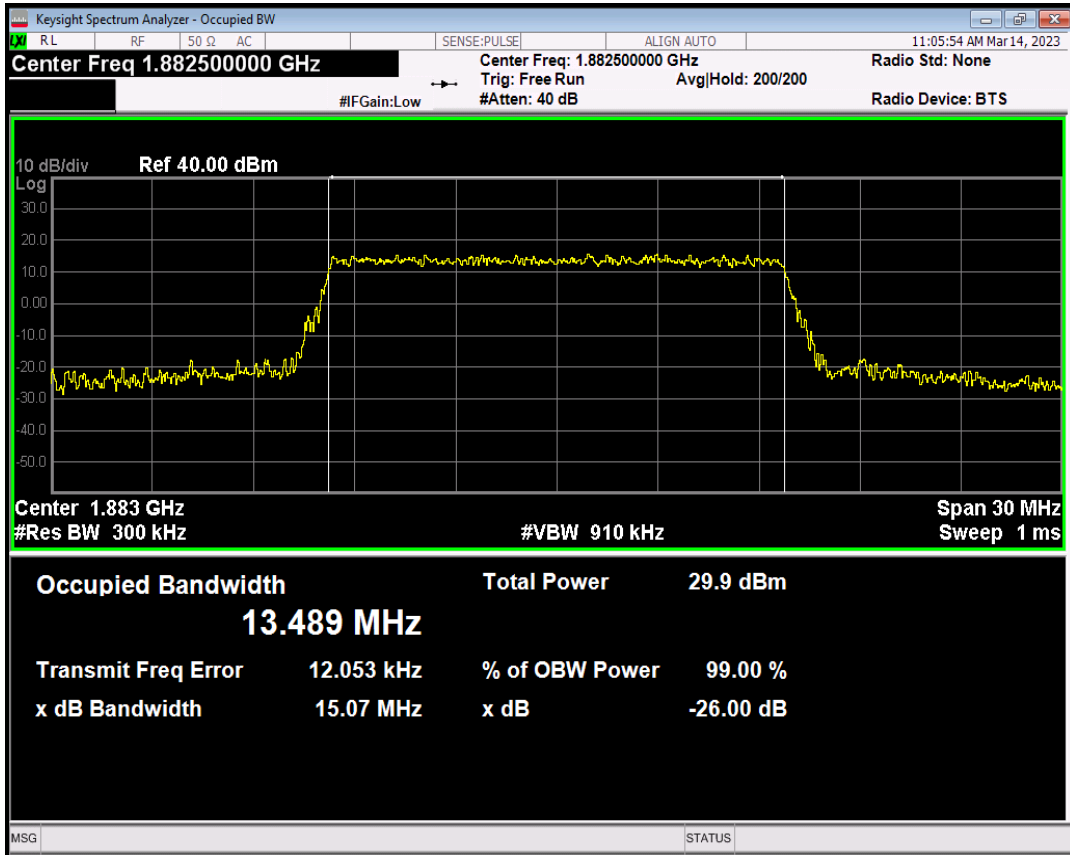 Keysight Spectrum Analyzer - Occupied BW
LXI RL RF 50 Ω AC SENSE:PULSE ALIGN AUTO 11:05:54 AM Mar 14, 2023
Center Freq 1.882500000 GHz Center Freq: 1.882500000 GHz Radio Std: None
Trig: Free Run Avg|Hold: 200/200
#IFGain:Low #Atten: 40 dB Radio Device: BTS
10 dB/div Ref 40.00 dBm
Log
30.0
20.0
10.0
0.00
-10.0
-20.0
-30.0
-40.0
-50.0
Center 1.883 GHz Span 30 MHz
#Res BW 300 kHz #VBW 910 kHz Sweep 1 ms
Occupied Bandwidth Total Power 29.9 dBm
13.489 MHz
Transmit Freq Error 12.053 kHz % of OBW Power 99.00 %
x dB Bandwidth 15.07 MHz x dB -26.00 dB
MSG STATUS